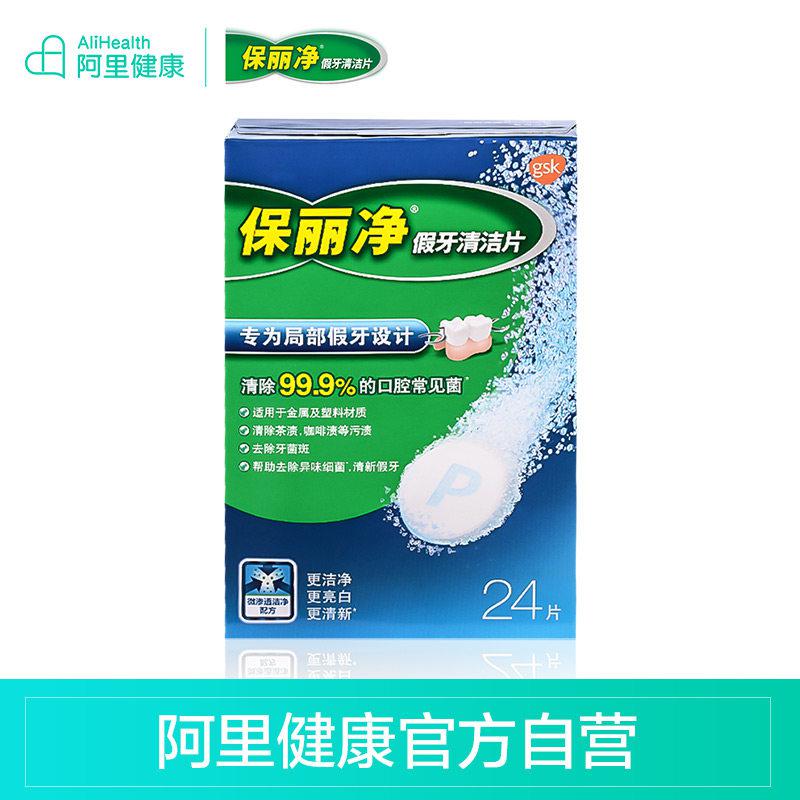 AliHealth
阿里健康
保丽净® 假牙清洁片
gsk
保丽净® 假牙清洁片
专为局部假牙设计
清除99.9%的口腔常见菌*
适用于金属及塑料材质
清除茶渍,咖啡渍等污渍
去除牙菌斑
帮助去除异味细菌*,清新假牙
P
微渗透洁净
配方
更洁净
更亮白
更清新*
24片
阿里健康官方自营